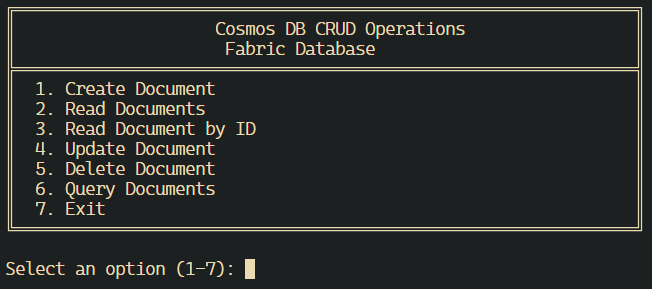 Cosmos DB CRUD Operations
Fabric Database
1. Create Document
2. Read Documents
3. Read Document by ID
4. Update Document
5. Delete Document
6. Query Documents
7. Exit
Select an option (1-7):